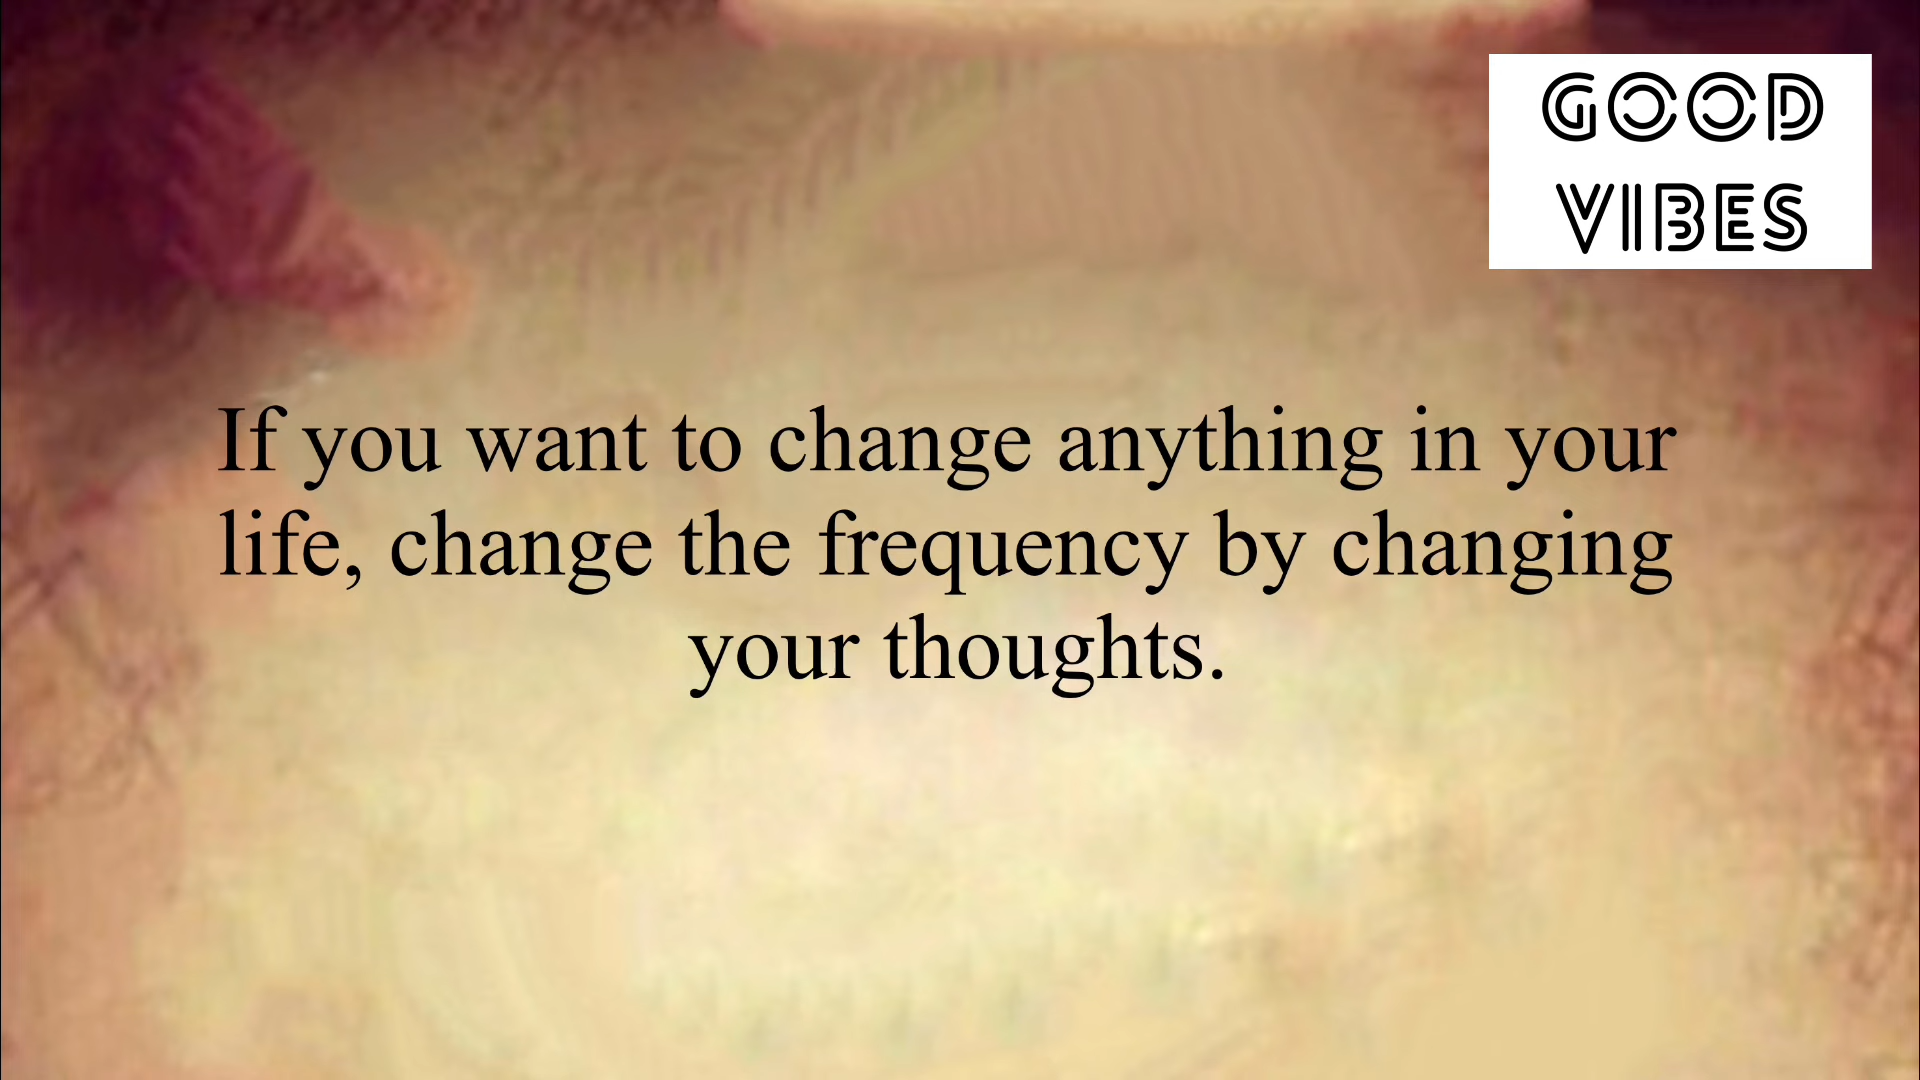 GOOD
VIBES
If you want to change anything in your
life, change the frequency by changing
your thoughts.